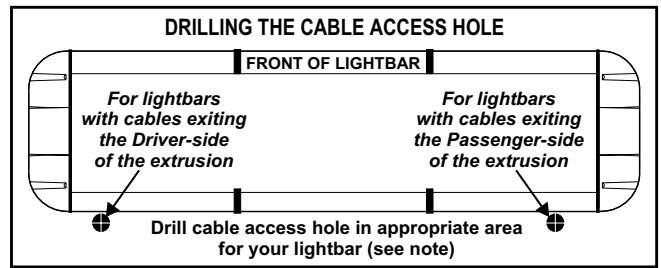 DRILLING THE CABLE ACCESS HOLE
FRONT OF LIGHTBAR
For lightbars
with cables exiting
the Driver-side
of the extrusion
For lightbars
with cables exiting
the Passenger-side
of the extrusion
Drill cable access hole in appropriate area
for your lightbar (see note)